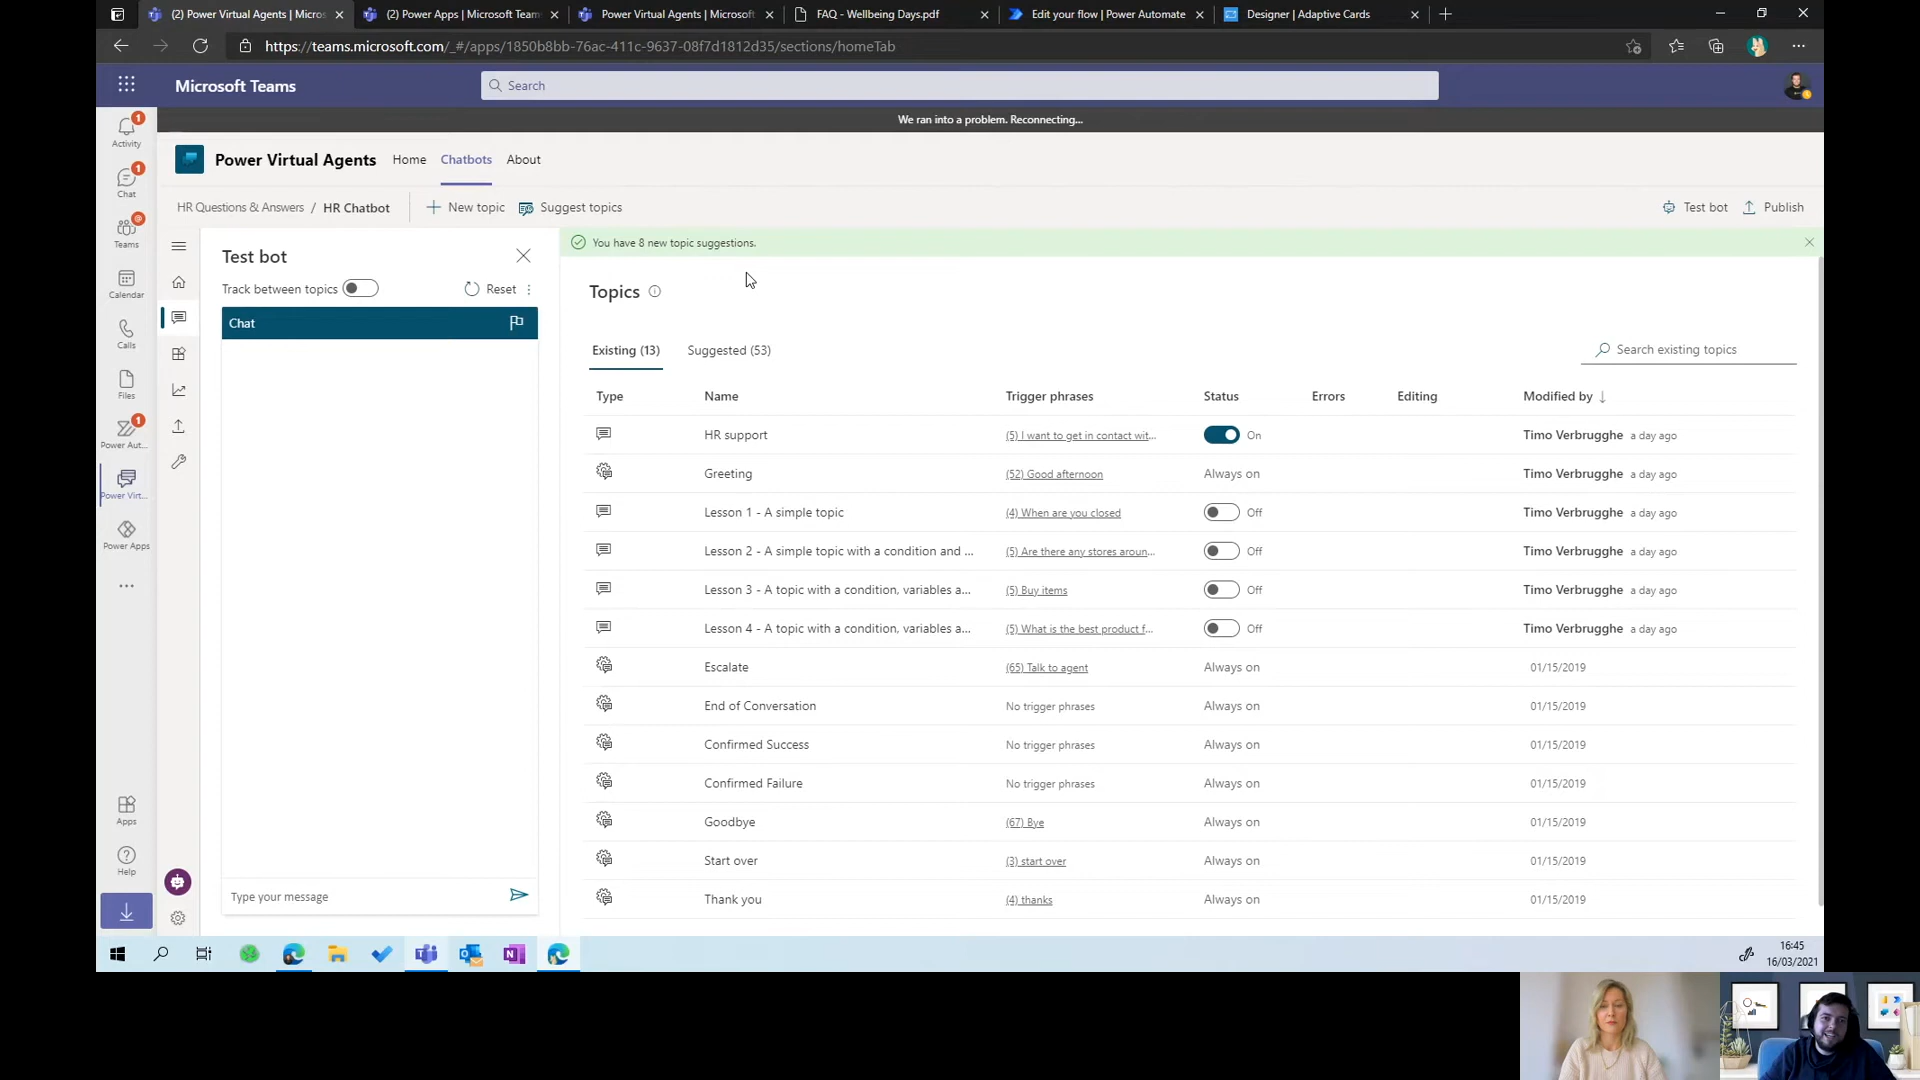 (2) Power Virtual Agents | Micros
(2) Power Apps | Microsoft Team
Power Virtual Agents | Microsoft
FAQ - Wellbeing Days.pdf
Edit your flow | Power Automate
Designer | Adaptive Cards
https://teams.microsoft.com/_#/apps/1850b8bb-76ac-411c-9637-08f7d1812d35/sections/homeTab
Microsoft Teams
Search
We ran into a problem. Reconnecting...
Power Virtual Agents Home Chatbots About
HR Questions & Answers / HR Chatbot New topic Suggest topics Test bot Publish
1
Activity
1
Chat
@
Teams
Calendar
Calls
Files
1
Power Aut...
Power Virt...
Power Apps
Apps
Help
Test bot
Track between topics Reset
Chat
Type your message
You have 8 new topic suggestions.
Topics
Existing (13) Suggested (53) Search existing topics
Type Name Trigger phrases Status Errors Editing Modified by
HR support (5) I want to get in contact wit... On Timo Verbrugghe a day ago
Greeting (52) Good afternoon Always on Timo Verbrugghe a day ago
Lesson 1 - A simple topic (4) When are you closed Off Timo Verbrugghe a day ago
Lesson 2 - A simple topic with a condition and ... (5) Are there any stores aroun... Off Timo Verbrugghe a day ago
Lesson 3 - A topic with a condition, variables a... (5) Buy items Off Timo Verbrugghe a day ago
Lesson 4 - A topic with a condition, variables a... (5) What is the best product f... Off Timo Verbrugghe a day ago
Escalate (65) Talk to agent Always on 01/15/2019
End of Conversation No trigger phrases Always on 01/15/2019
Confirmed Success No trigger phrases Always on 01/15/2019
Confirmed Failure No trigger phrases Always on 01/15/2019
Goodbye (67) Bye Always on 01/15/2019
Start over (3) start over Always on 01/15/2019
Thank you (4) thanks Always on 01/15/2019
16:45
16/03/2021